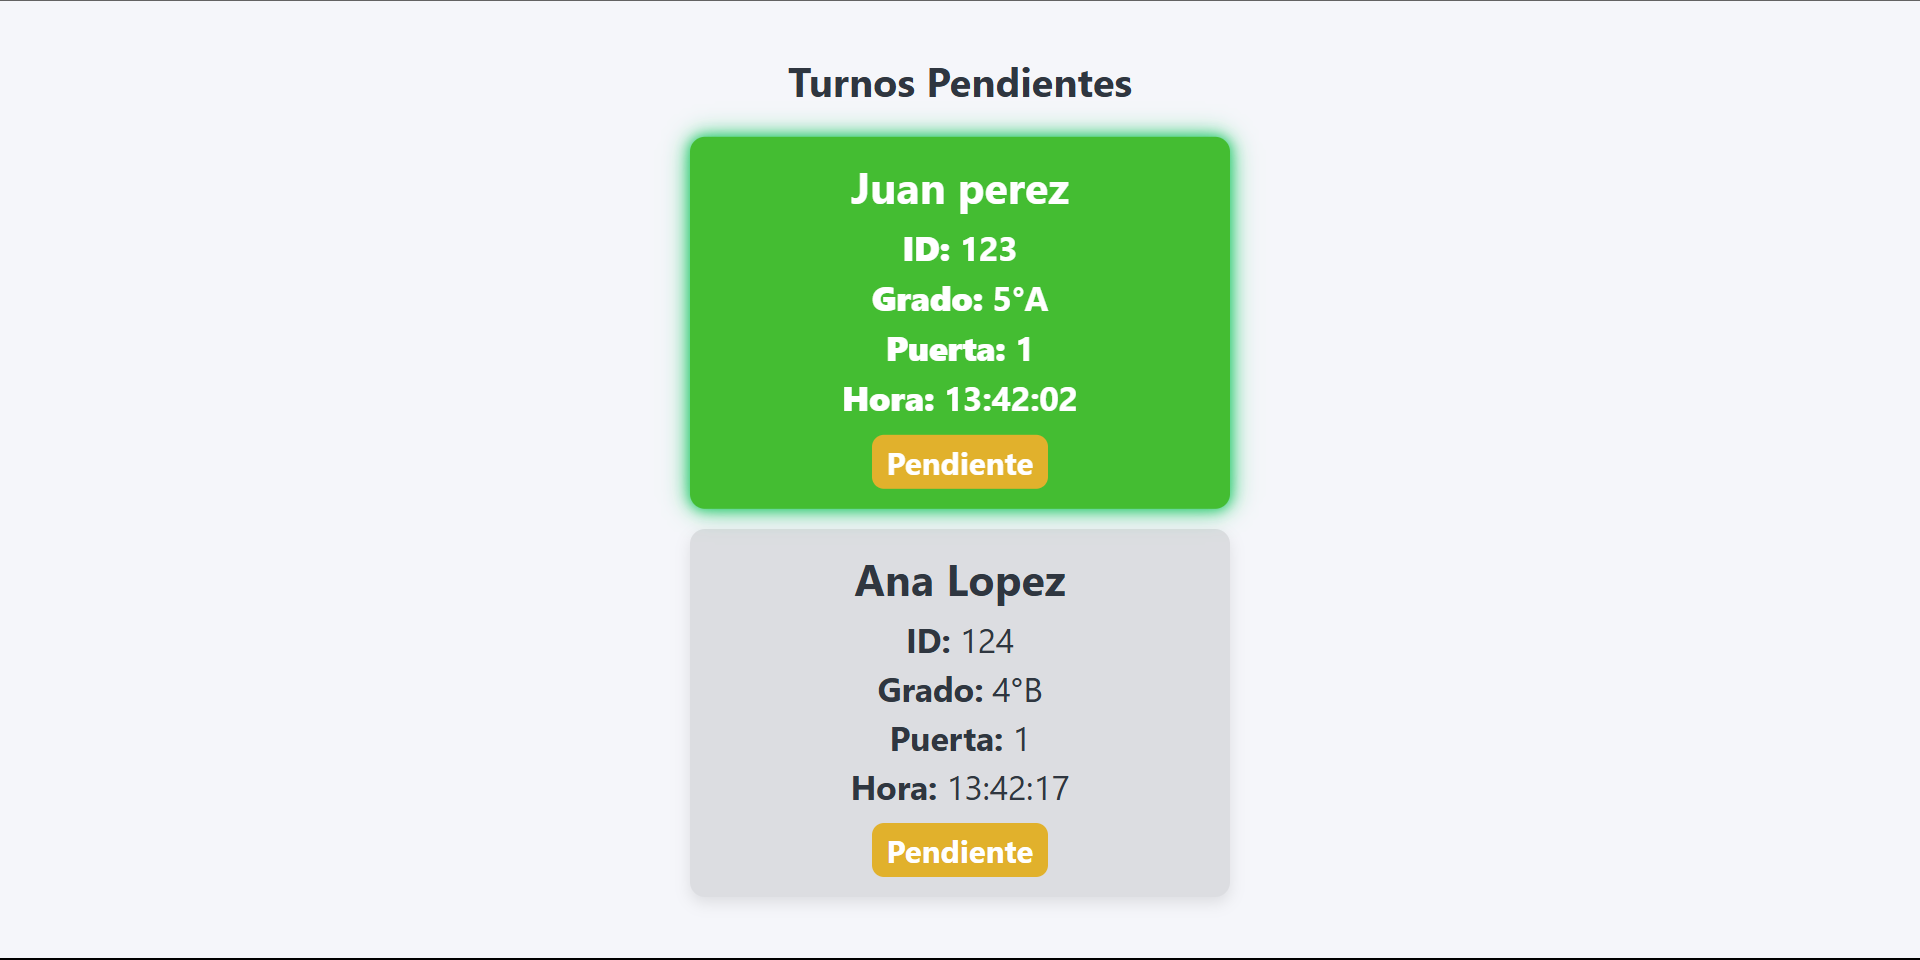 Turnos Pendientes
Juan perez
ID: 123
Grado: 5°A
Puerta: 1
Hora: 13:42:02
Pendiente
Ana Lopez
ID: 124
Grado: 4°B
Puerta: 1
Hora: 13:42:17
Pendiente